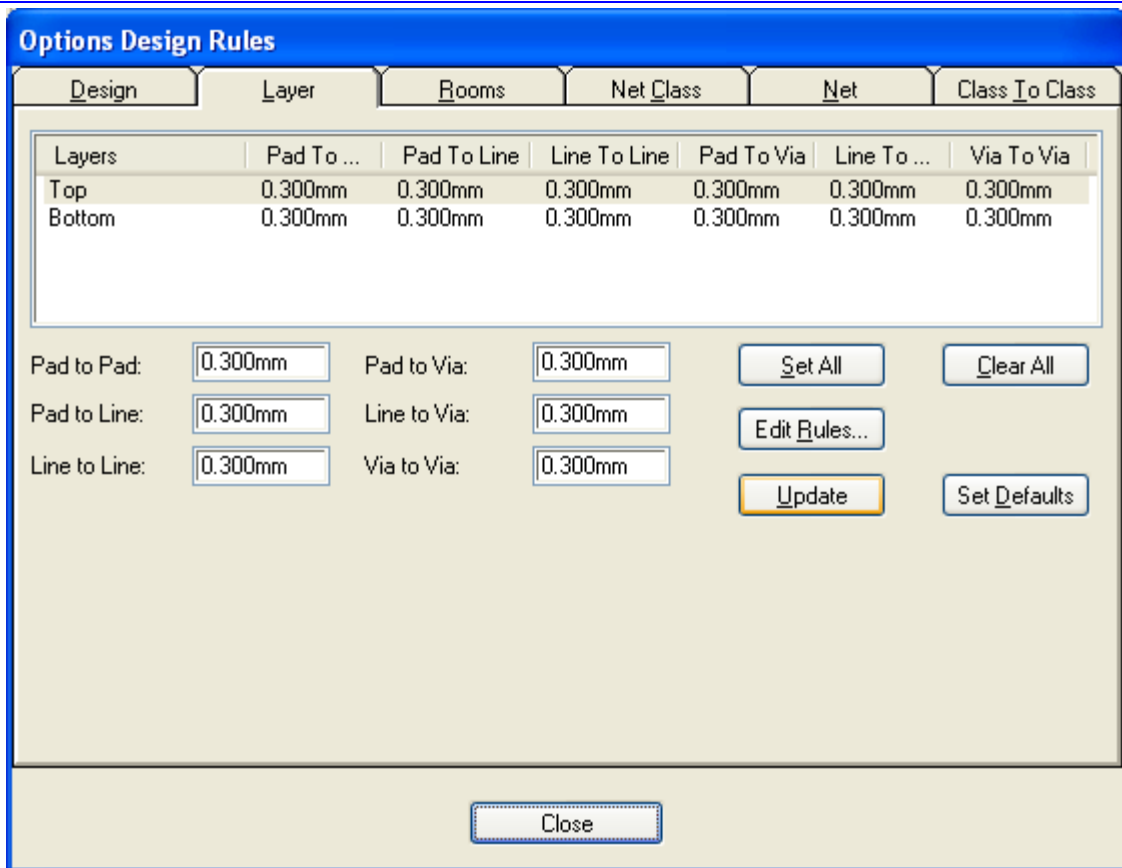 Options Design Rules
Design Layer Rooms Net Class Net Class To Class
Layers Pad To ... Pad To Line Line To Line Pad To Via Line To ... Via To Via
Top 0.300mm 0.300mm 0.300mm 0.300mm 0.300mm 0.300mm
Bottom 0.300mm 0.300mm 0.300mm 0.300mm 0.300mm 0.300mm
Pad to Pad: 0.300mm Pad to Via: 0.300mm Set All Clear All
Pad to Line: 0.300mm Line to Via: 0.300mm Edit Rules...
Line to Line: 0.300mm Via to Via: 0.300mm
Update Set Defaults
Close